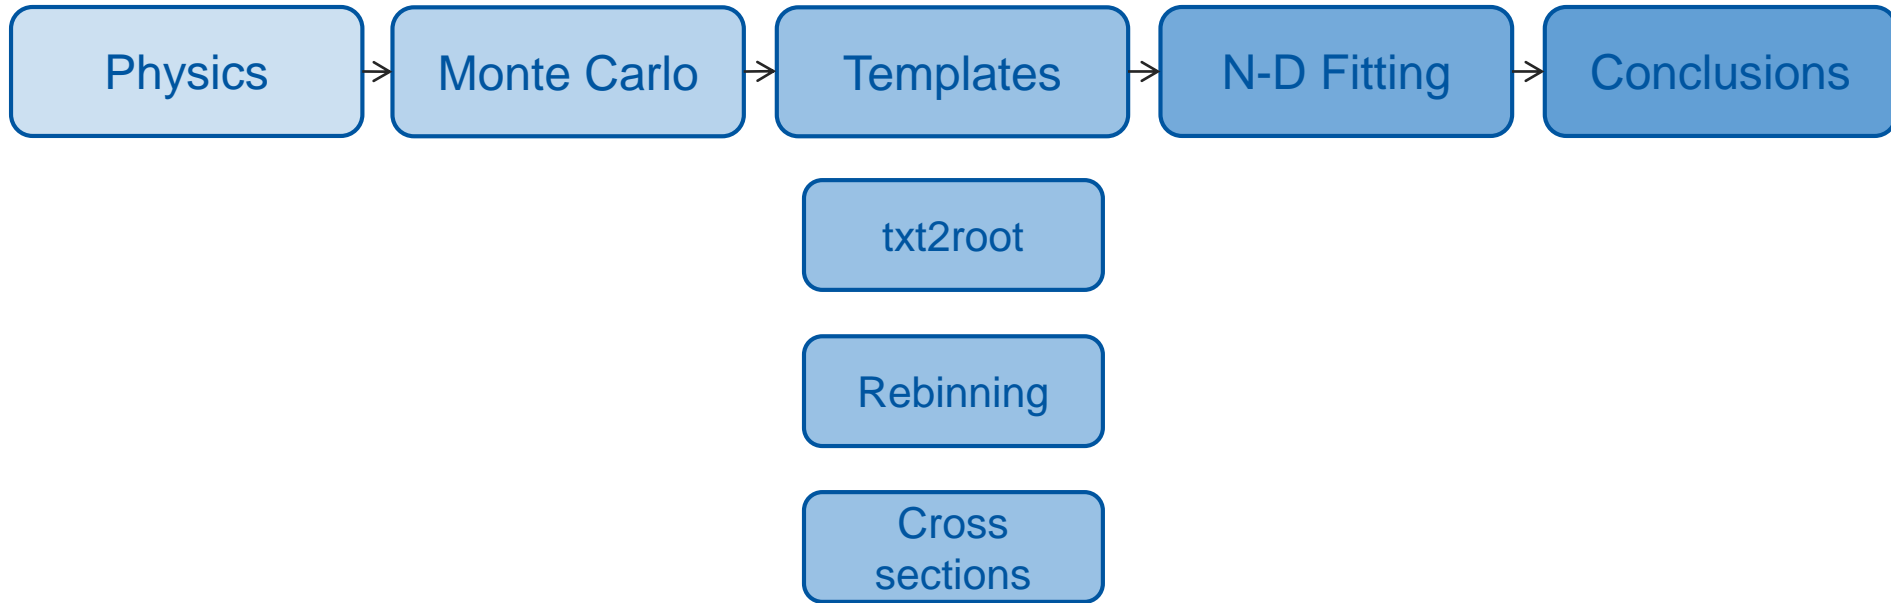 Physics
Monte Carlo
Templates
N-D Fitting
Conclusions
txt2root
Rebinning
Cross
sections